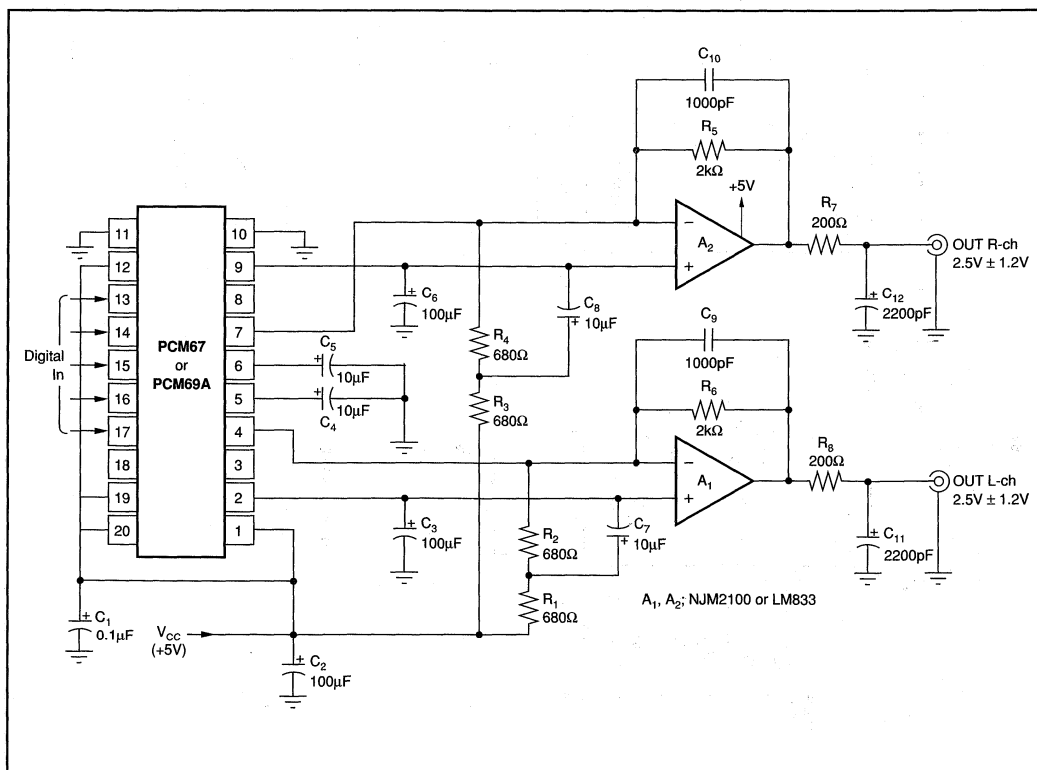 C10
1000pF
R5
2kΩ
+5V
A2
−
+
R7
200Ω
OUT R-ch
2.5V ± 1.2V
C12
+
2200pF
11
12
13
14
15
16
17
18
19
20
PCM67
or
PCM69A
10
9
8
7
6
5
4
3
2
1
Digital
In
C6
+
100μF
C8
+
10μF
R4
680Ω
R3
680Ω
C5
+
10μF
+
10μF
C4
C9
1000pF
R6
2kΩ
A1
−
+
R8
200Ω
OUT L-ch
2.5V ± 1.2V
C11
+
2200pF
C3
+
100μF
C7
+
10μF
R2
680Ω
R1
680Ω
A1, A2; NJM2100 or LM833
C1
+
0.1μF
VCC
(+5V)
C2
+
100μF